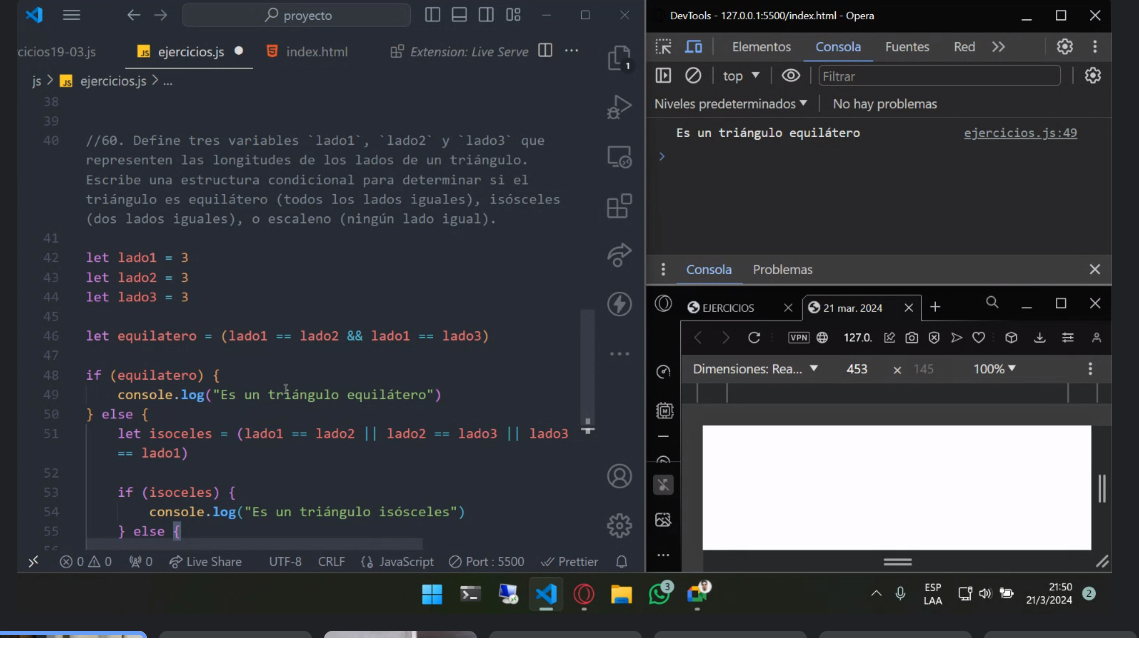 proyecto
cicios19-03.js
JS ejercicios.js
index.html
Extension: Live Serve
js > JS ejercicios.js > ...
38
39
40 //60. Define tres variables `lado1`, `lado2` y `lado3` que
representen las longitudes de los lados de un triángulo.
Escribe una estructura condicional para determinar si el
triángulo es equilátero (todos los lados iguales), isósceles
(dos lados iguales), o escaleno (ningún lado igual).
41
42 let lado1 = 3
43 let lado2 = 3
44 let lado3 = 3
45
46 let equilatero = (lado1 == lado2 && lado1 == lado3)
47
48 if (equilatero) {
49 console.log("Es un triángulo equilátero")
50 } else {
51 let isoceles = (lado1 == lado2 || lado2 == lado3 || lado3
== lado1)
52
53 if (isoceles) {
54 console.log("Es un triángulo isósceles")
55 } else {
1
0 0 0 Live Share UTF-8 CRLF {} JavaScript Port : 5500 Prettier
DevTools - 127.0.0.1:5500/index.html - Opera
Elementos Consola Fuentes Red
top Filtrar
Niveles predeterminados No hay problemas
Es un triángulo equilátero ejercicios.js:49
Consola Problemas
EJERCICIOS
21 mar. 2024
VPN 127.0.
Dimensiones: Rea... 453 x 145 100%
3
ESP
LAA
21:50
21/3/2024
2